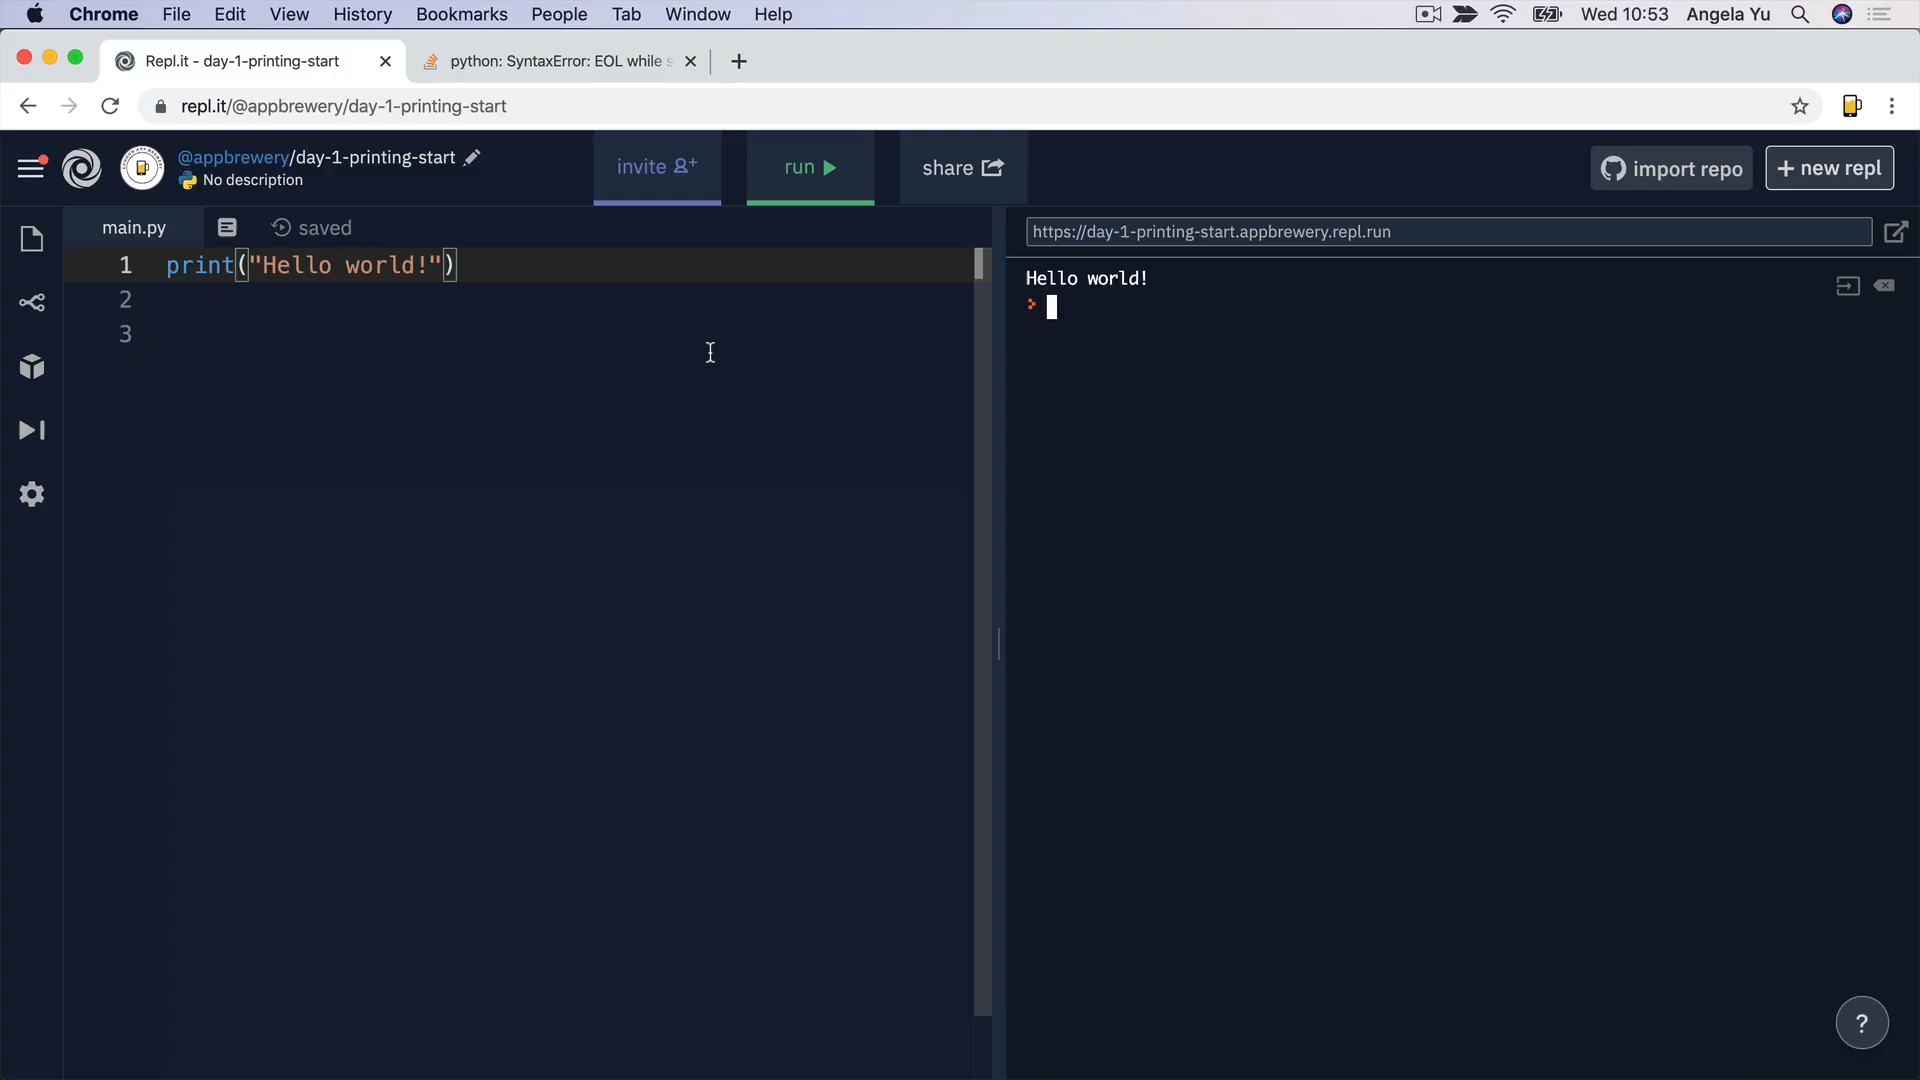 Chrome File Edit View History Bookmarks People Tab Window Help Wed 10:53 Angela Yu
Repl.it - day-1-printing-start python: SyntaxError: EOL while s
repl.it/@appbrewery/day-1-printing-start
@appbrewery/day-1-printing-start
No description
invite
run
share
import repo
+ new repl
main.py
saved
https://day-1-printing-start.appbrewery.repl.run
1 print("Hello world!")
2
3
Hello world!
>
?